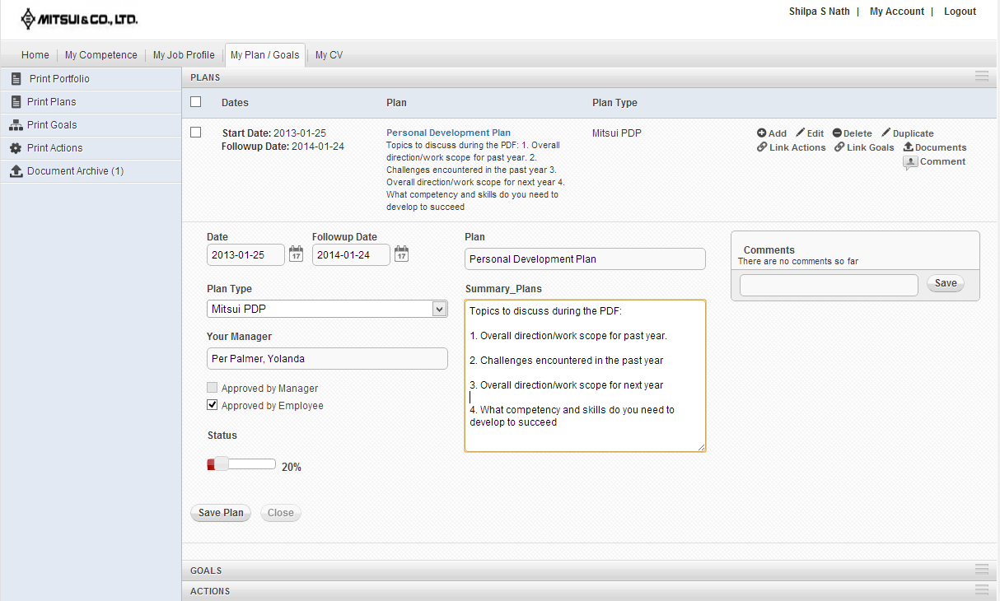 MITSUI & CO., LTD.
Shilpa S Nath | My Account | Logout
Home | My Competence | My Job Profile | My Plan / Goals | My CV
Print Portfolio
Print Plans
Print Goals
Print Actions
Document Archive (1)
PLANS
Dates Plan Plan Type
Start Date: 2013-01-25
Followup Date: 2014-01-24
Personal Development Plan
Topics to discuss during the PDF: 1. Overall
direction/work scope for past year. 2.
Challenges encountered in the past year 3.
Overall direction/work scope for next year 4.
What competency and skills do you need to
develop to succeed
Mitsui PDP
Add Edit Delete Duplicate
Link Actions Link Goals Documents
Comment
Date Followup Date
2013-01-25 17 2014-01-24 17
Plan Type
Mitsui PDP
Your Manager
Per Palmer, Yolanda
Approved by Manager
Approved by Employee
Status
20%
Save Plan Close
Plan
Personal Development Plan
Summary_Plans
Topics to discuss during the PDF:
1. Overall direction/work scope for past year.
2. Challenges encountered in the past year
3. Overall direction/work scope for next year
4. What competency and skills do you need to
develop to succeed
Comments
There are no comments so far
Save
GOALS
ACTIONS